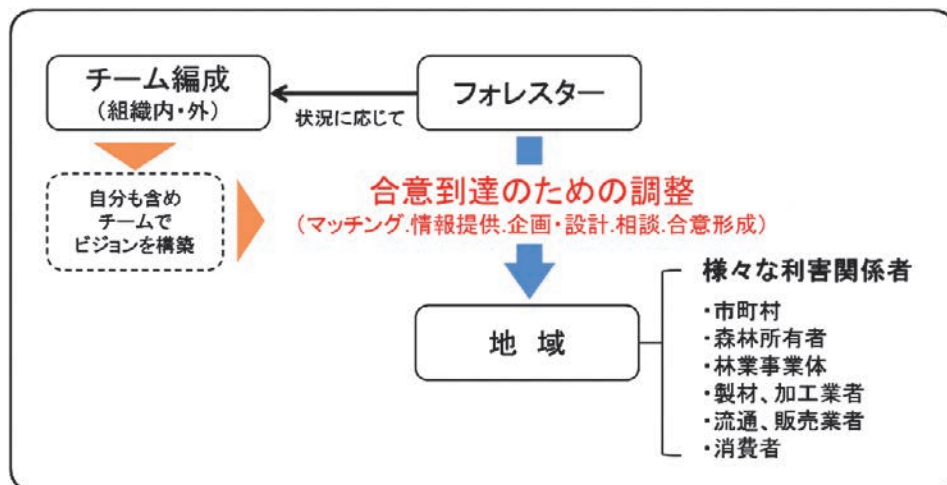 チーム編成
(組織内・外)
フォレスター
状況に応じて
自分も含め
チームで
ビジョンを構築
合意到達のための調整
(マッチング.情報提供.企画・設計.相談.合意形成)
地 域
様々な利害関係者
・市町村
・森林所有者
・林業事業体
・製材、加工業者
・流通、販売業者
・消費者